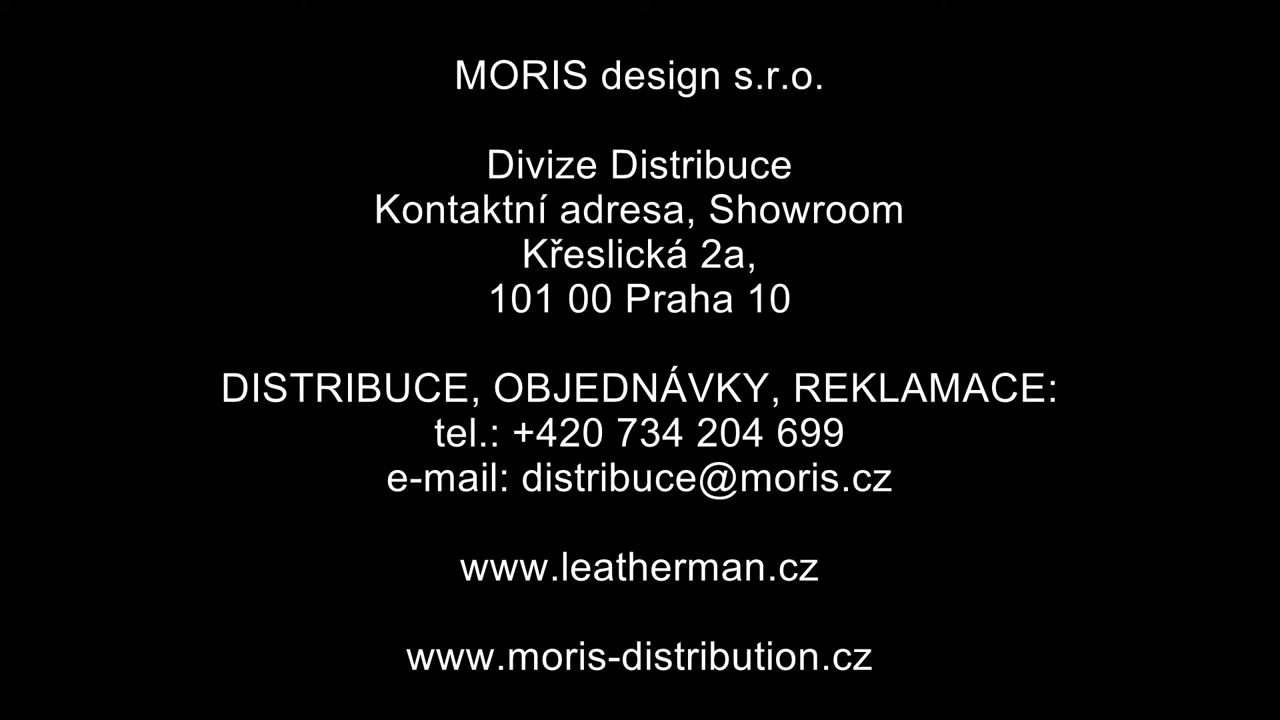 MORIS design s.r.o.
Divize Distribuce
Kontaktní adresa, Showroom
Křeslická 2a,
101 00 Praha 10
DISTRIBUCE, OBJEDNÁVKY, REKLAMACE:
tel.: +420 734 204 699
e-mail: distribuce@moris.cz
www.leatherman.cz
www.moris-distribution.cz